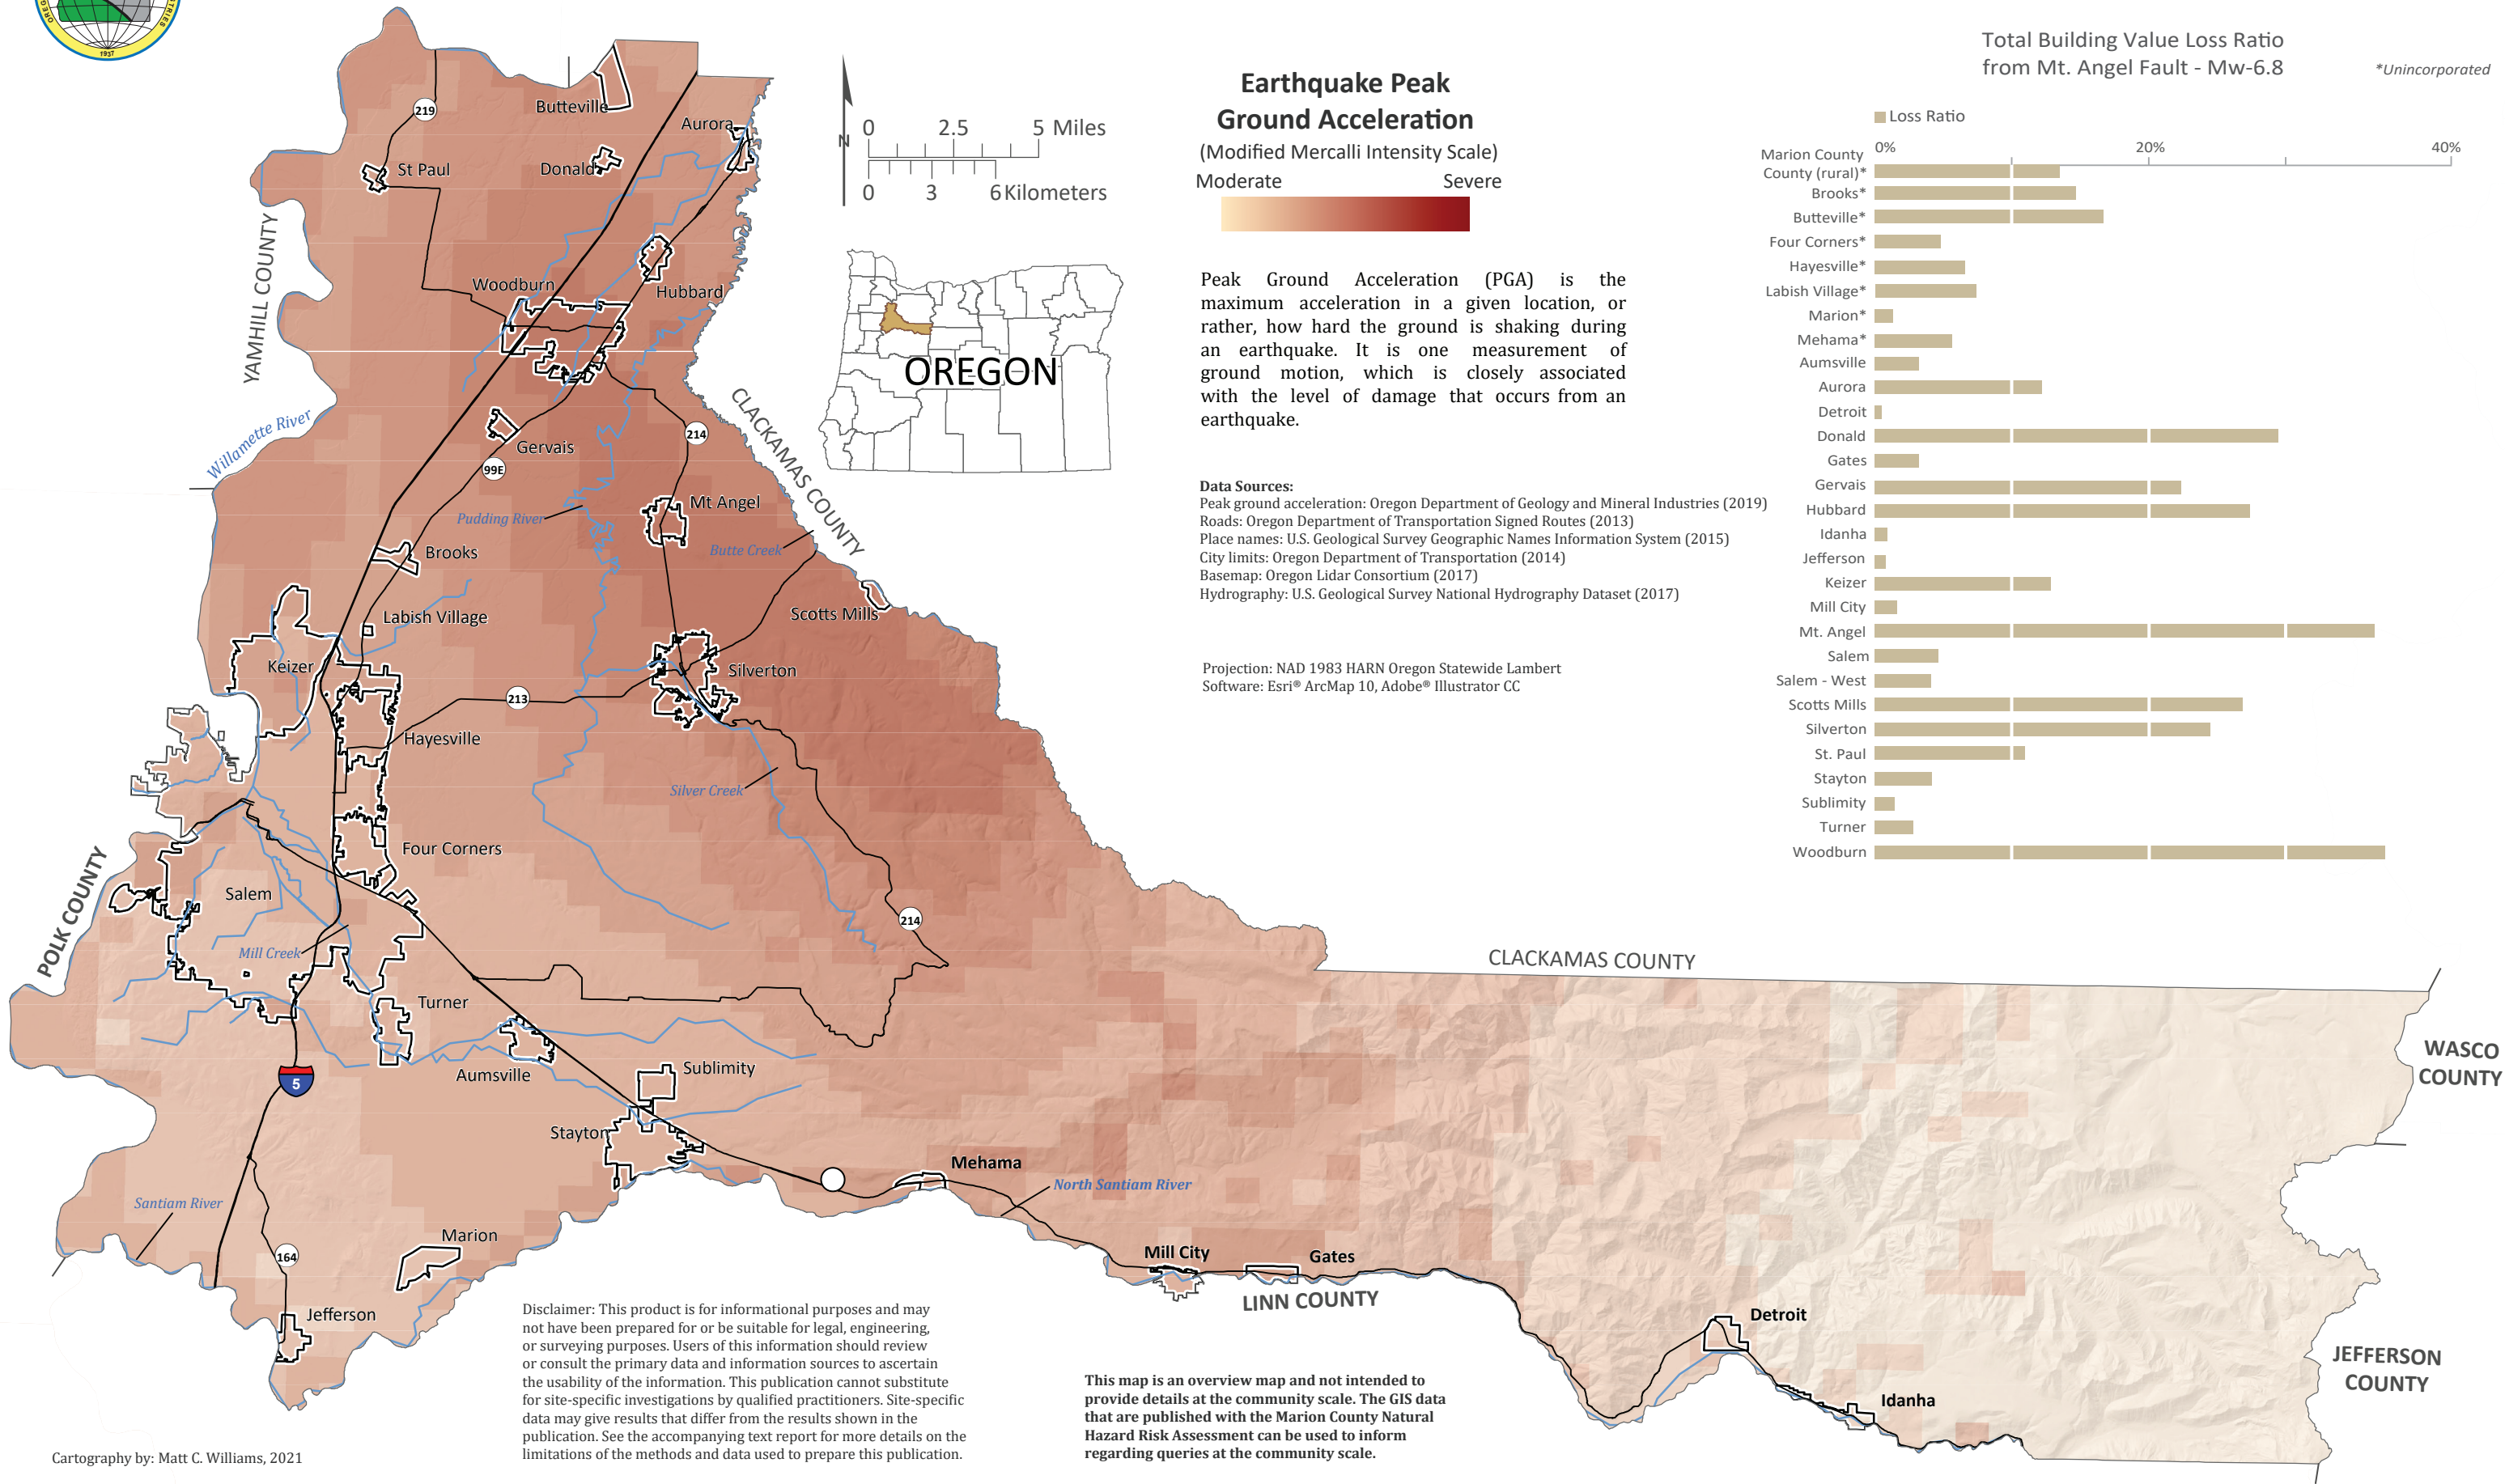 OREG
STRIES
1937
Earthquake Peak
Ground Acceleration
(Modified Mercalli Intensity Scale)
Moderate Severe
N
0 2.5 5 Miles
0 3 6 Kilometers
OREGON
Peak Ground Acceleration (PGA) is the
maximum acceleration in a given location, or
rather, how hard the ground is shaking during
an earthquake. It is one measurement of
ground motion, which is closely associated
with the level of damage that occurs from an
earthquake.
Data Sources:
Peak ground acceleration: Oregon Department of Geology and Mineral Industries (2019)
Roads: Oregon Department of Transportation Signed Routes (2013)
Place names: U.S. Geological Survey Geographic Names Information System (2015)
City limits: Oregon Department of Transportation (2014)
Basemap: Oregon Lidar Consortium (2017)
Hydrography: U.S. Geological Survey National Hydrography Dataset (2017)
Projection: NAD 1983 HARN Oregon Statewide Lambert
Software: Esri® ArcMap 10, Adobe® Illustrator CC
Total Building Value Loss Ratio
from Mt. Angel Fault - Mw-6.8
*Unincorporated
Loss Ratio
0% 20% 40%
Marion County
County (rural)*
Brooks*
Butteville*
Four Corners*
Hayesville*
Labish Village*
Marion*
Mehama*
Aumsville
Aurora
Detroit
Donald
Gates
Gervais
Hubbard
Idanha
Jefferson
Keizer
Mill City
Mt. Angel
Salem
Salem - West
Scotts Mills
Silverton
St. Paul
Stayton
Sublimity
Turner
Woodburn
219
Butteville
Aurora
St Paul
Donald
YAMHILL COUNTY
Woodburn
Hubbard
Willamette River
CLACKAMAS COUNTY
214
Gervais
99E
Mt Angel
Pudding River
Butte Creek
Brooks
Labish Village
Scotts Mills
Keizer
Silverton
213
Hayesville
Silver Creek
Four Corners
POLK COUNTY
Salem
214
Mill Creek
CLACKAMAS COUNTY
Turner
WASCO
COUNTY
5
Aumsville
Sublimity
Stayton
Mehama
North Santiam River
Santiam River
Marion
164
Mill City
Gates
LINN COUNTY
Jefferson
Detroit
JEFFERSON
COUNTY
Idanha
Disclaimer: This product is for informational purposes and may
not have been prepared for or be suitable for legal, engineering,
or surveying purposes. Users of this information should review
or consult the primary data and information sources to ascertain
the usability of the information. This publication cannot substitute
for site-specific investigations by qualified practitioners. Site-specific
data may give results that differ from the results shown in the
publication. See the accompanying text report for more details on the
limitations of the methods and data used to prepare this publication.
This map is an overview map and not intended to
provide details at the community scale. The GIS data
that are published with the Marion County Natural
Hazard Risk Assessment can be used to inform
regarding queries at the community scale.
Cartography by: Matt C. Williams, 2021